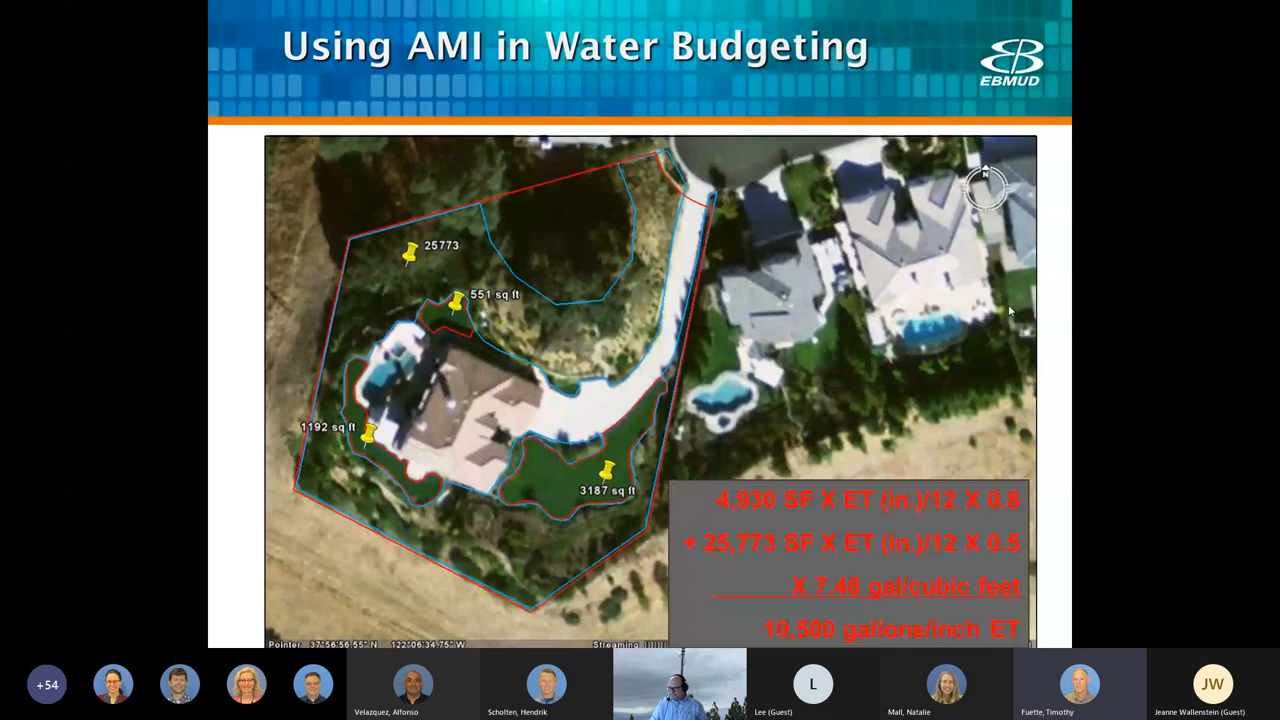 Using AMI in Water Budgeting
EBMUD
N
25773
551 sq ft
1192 sq ft
3187 sq ft
4,930 SF X ET (in.)/12 X 0.8
+ 25,773 SF X ET (in.)/12 X 0.5
X 7.48 gal/cubic feet
10,500 gallons/inch ET
Pointer 37°56'56.55" N 122°06'34.75" W Streaming
+54
L
JW
Velazquez, Alfonso
Scholten, Hendrik
Lee (Guest)
Mall, Natalie
Fuette, Timothy
Jeanne Wallenstein (Guest)